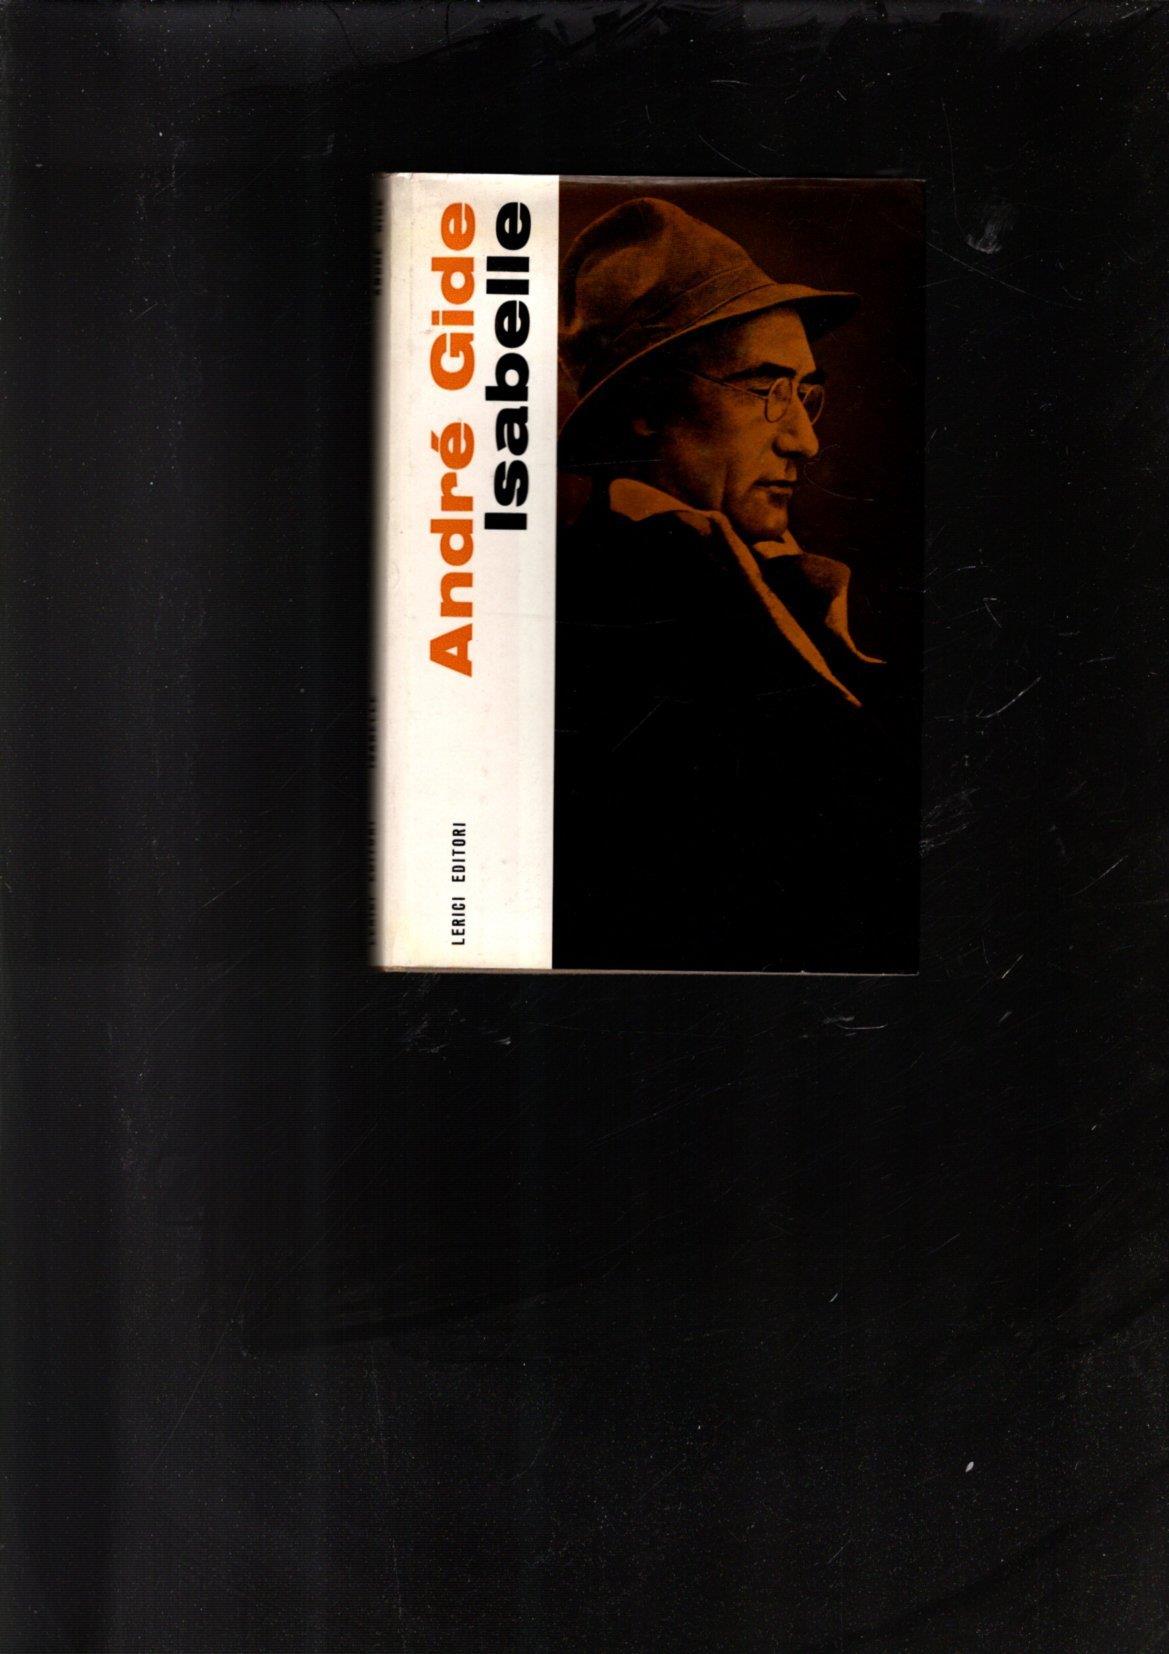 André Gide
Isabelle
LERICI EDITORI